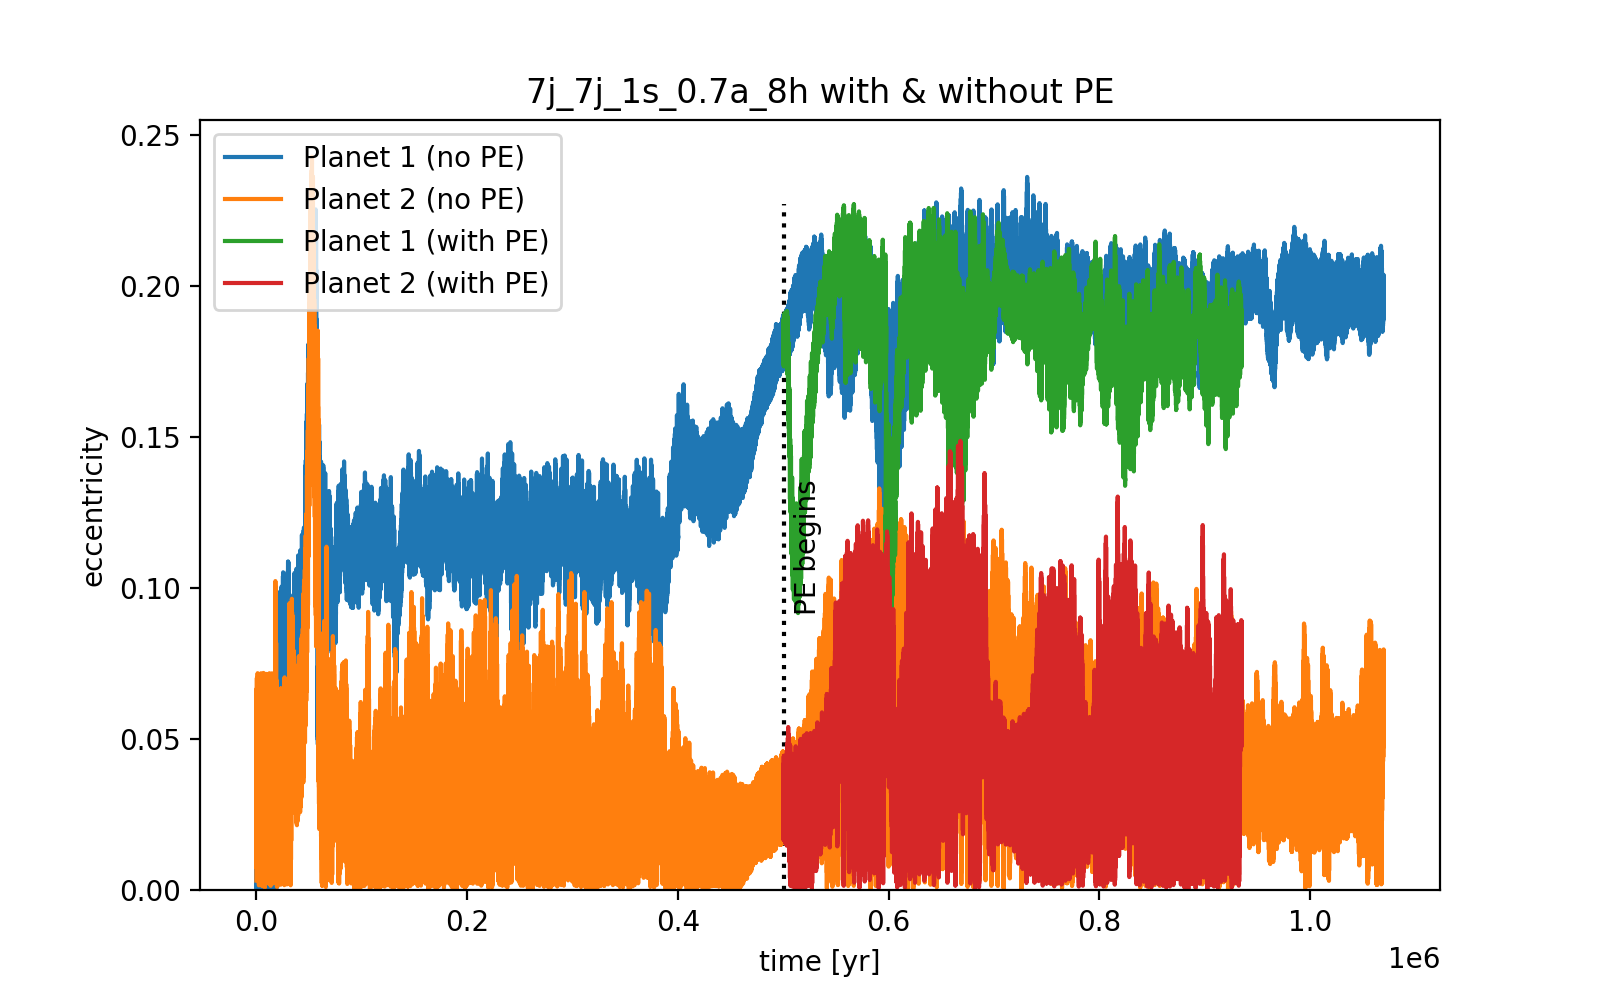 7j_7j_1s_0.7a_8h with & without PE
0.25
0.20
0.15
0.10
0.05
0.00
eccentricity
Planet 1 (no PE)
Planet 2 (no PE)
Planet 1 (with PE)
Planet 2 (with PE)
PE begins
0.0 0.2 0.4 0.6 0.8 1.0
time [yr]
1e6